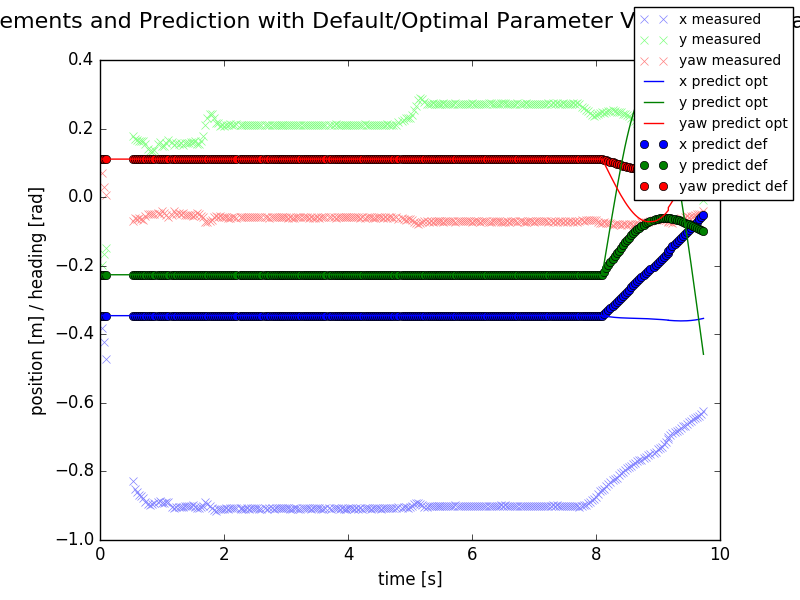 ements and Prediction with Default/Optimal Parameter V
x measured
y measured
yaw measured
x predict opt
y predict opt
yaw predict opt
x predict def
y predict def
yaw predict def
0.4
0.2
0.0
−0.2
−0.4
−0.6
−0.8
−1.0
position [m] / heading [rad]
0 2 4 6 8 10
time [s]